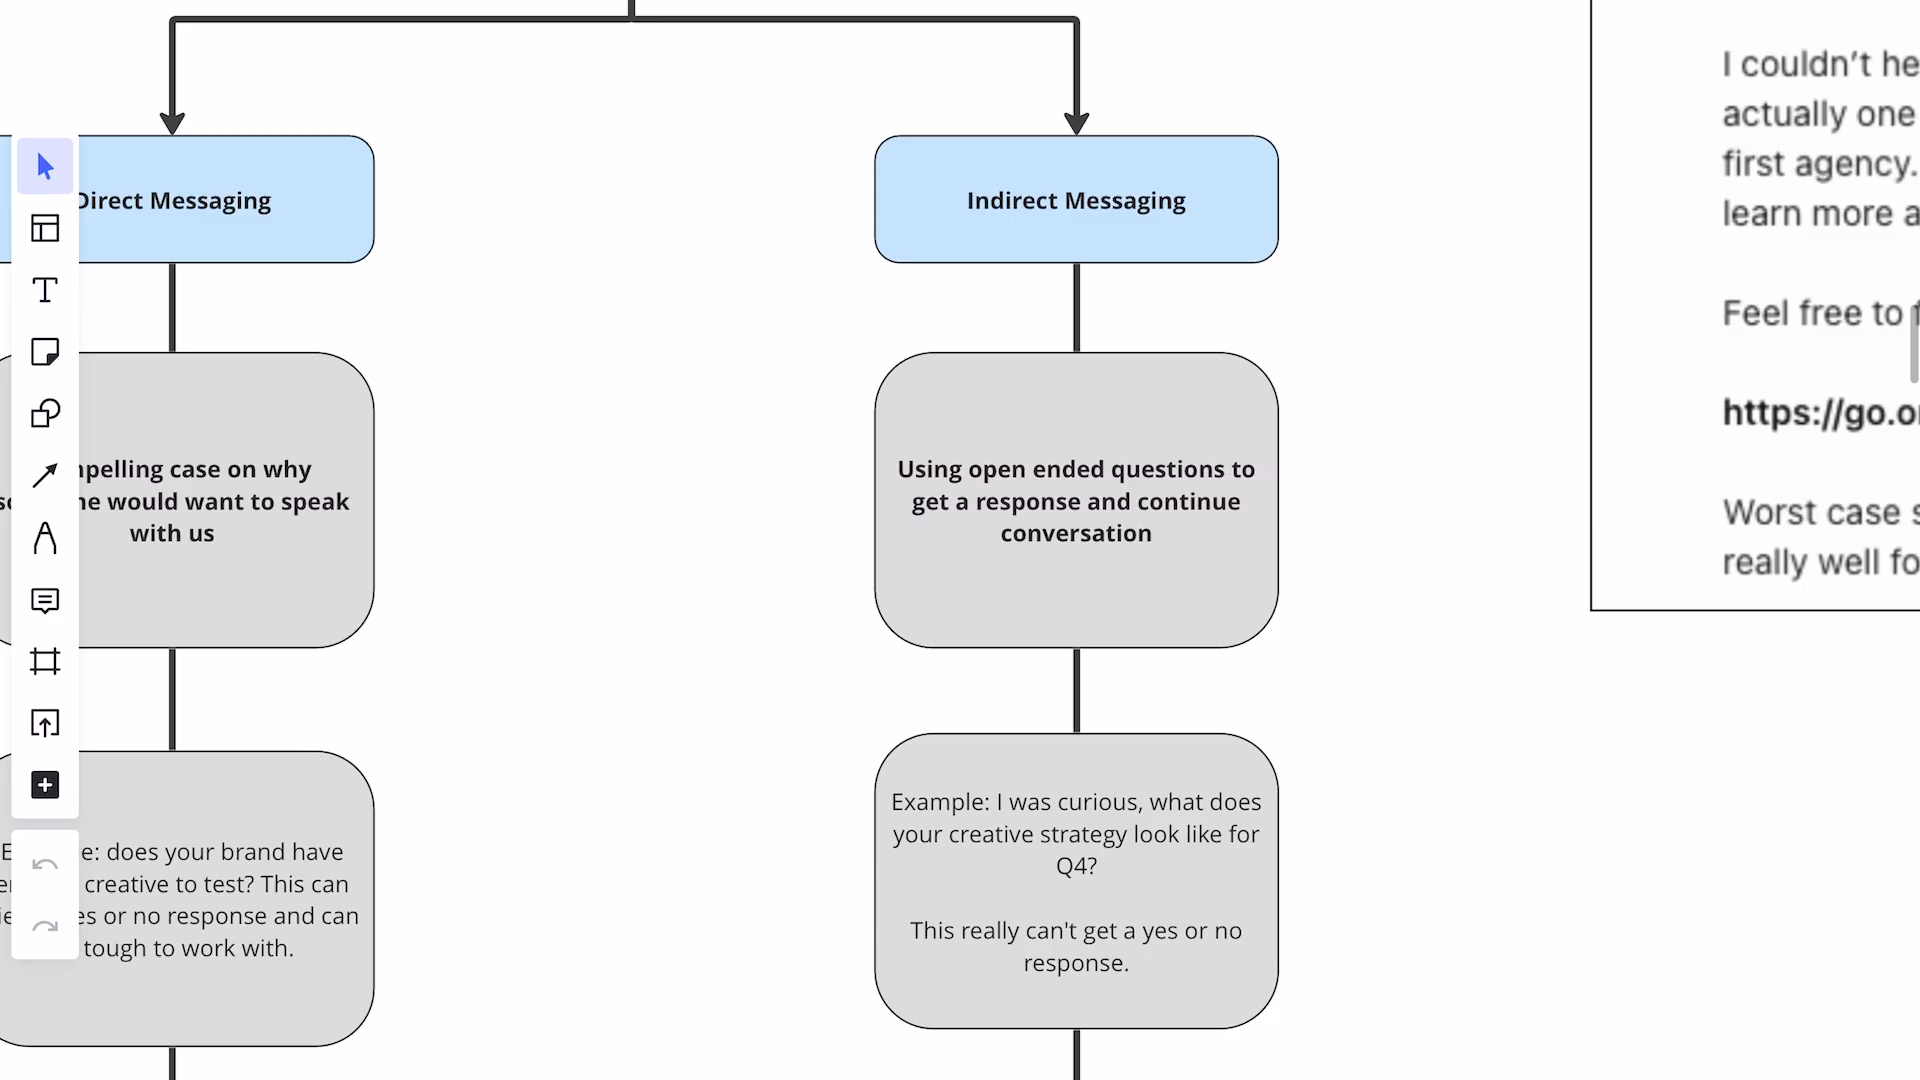 Direct Messaging
Indirect Messaging
case on why
would want to speak
with us
Using open ended questions to
get a response and continue
conversation
does your brand have
creative to test? This can
or no response and can
tough to work with.
Example: I was curious, what does
your creative strategy look like for
Q4?
This really can't get a yes or no
response.
I couldn't
actually one
first agency.
learn more
Feel free to
https://go.
Worst case
really well